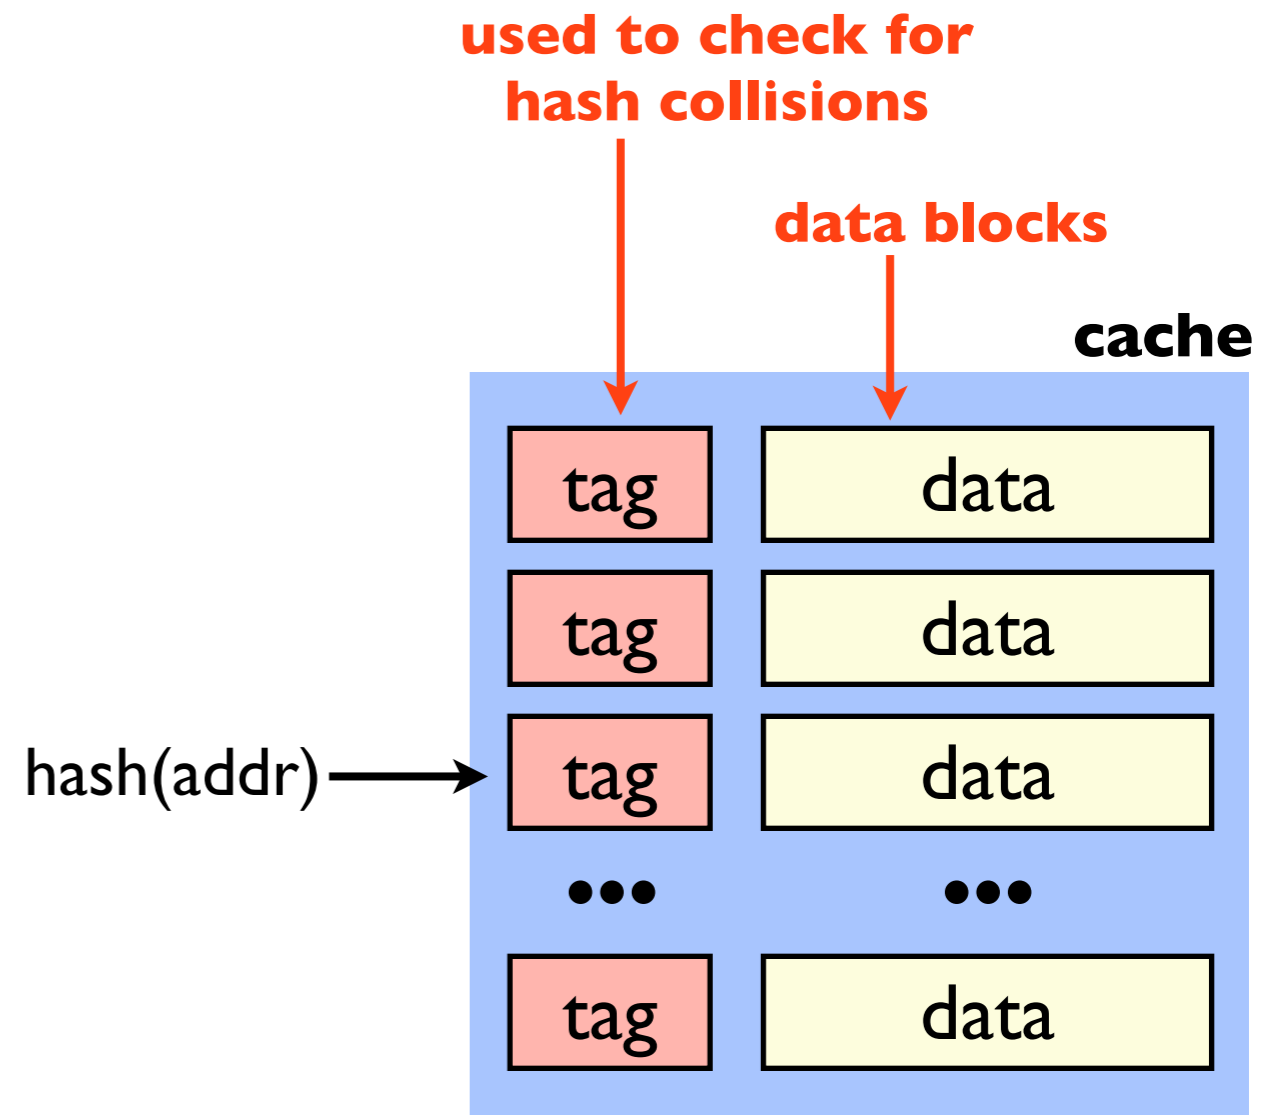 used to check for
hash collisions
data blocks
cache
tag data
tag data
hash(addr) tag data
••• •••
tag data